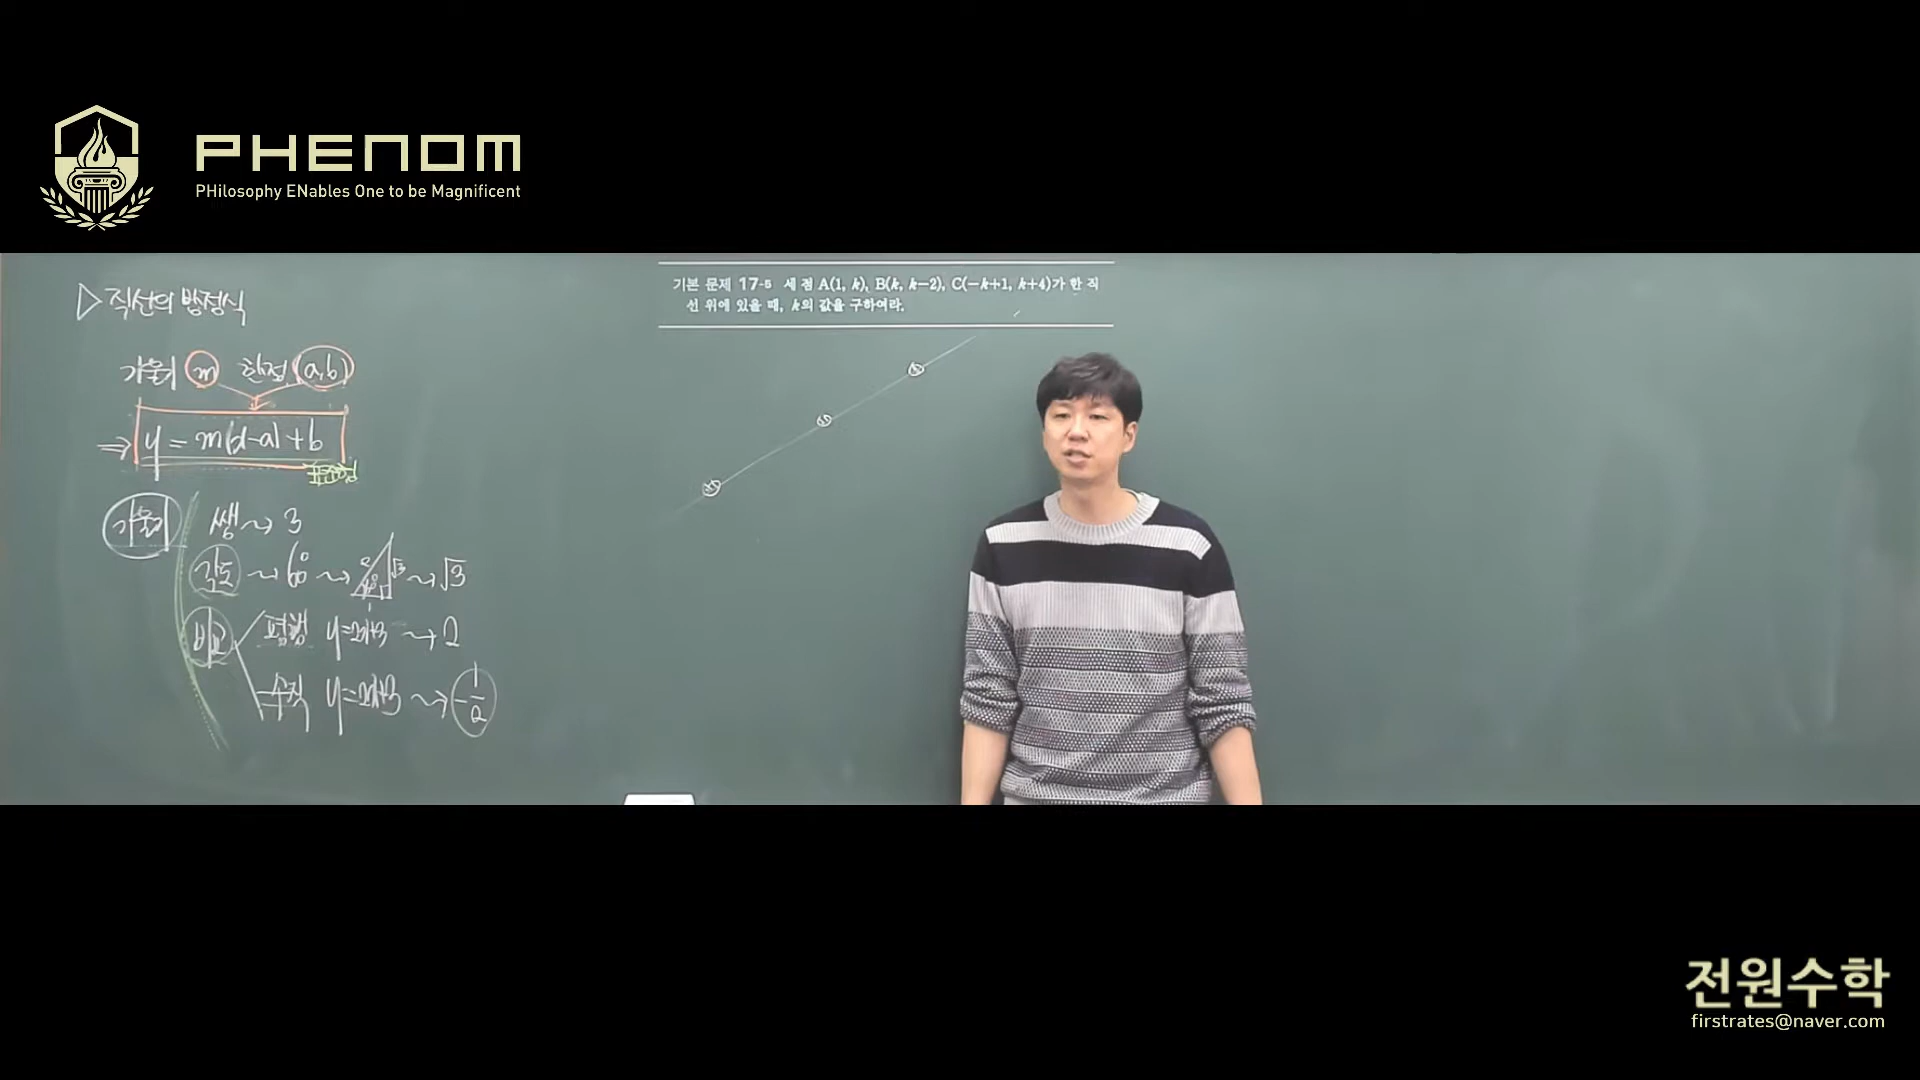 PHENOM
PHilosophy ENables One to be Magnificent
▷직선의 방정식
기울기 m 한점 (a,b)
⇒ y = m(x-a)+b
기울기 쌩 ~> 3
각도 ~> 60° ~> 2 60° √3 1 ~> √3
비교 평행 y=2x+3 ~> 2
수직 y=2x+3 ~> -1/2
기본 문제 17-5 세 점 A(1, k), B(k, k−2), C(−k+1, k+4)가 한 직
선 위에 있을 때, k의 값을 구하여라.
전원수학
firstrates@naver.com